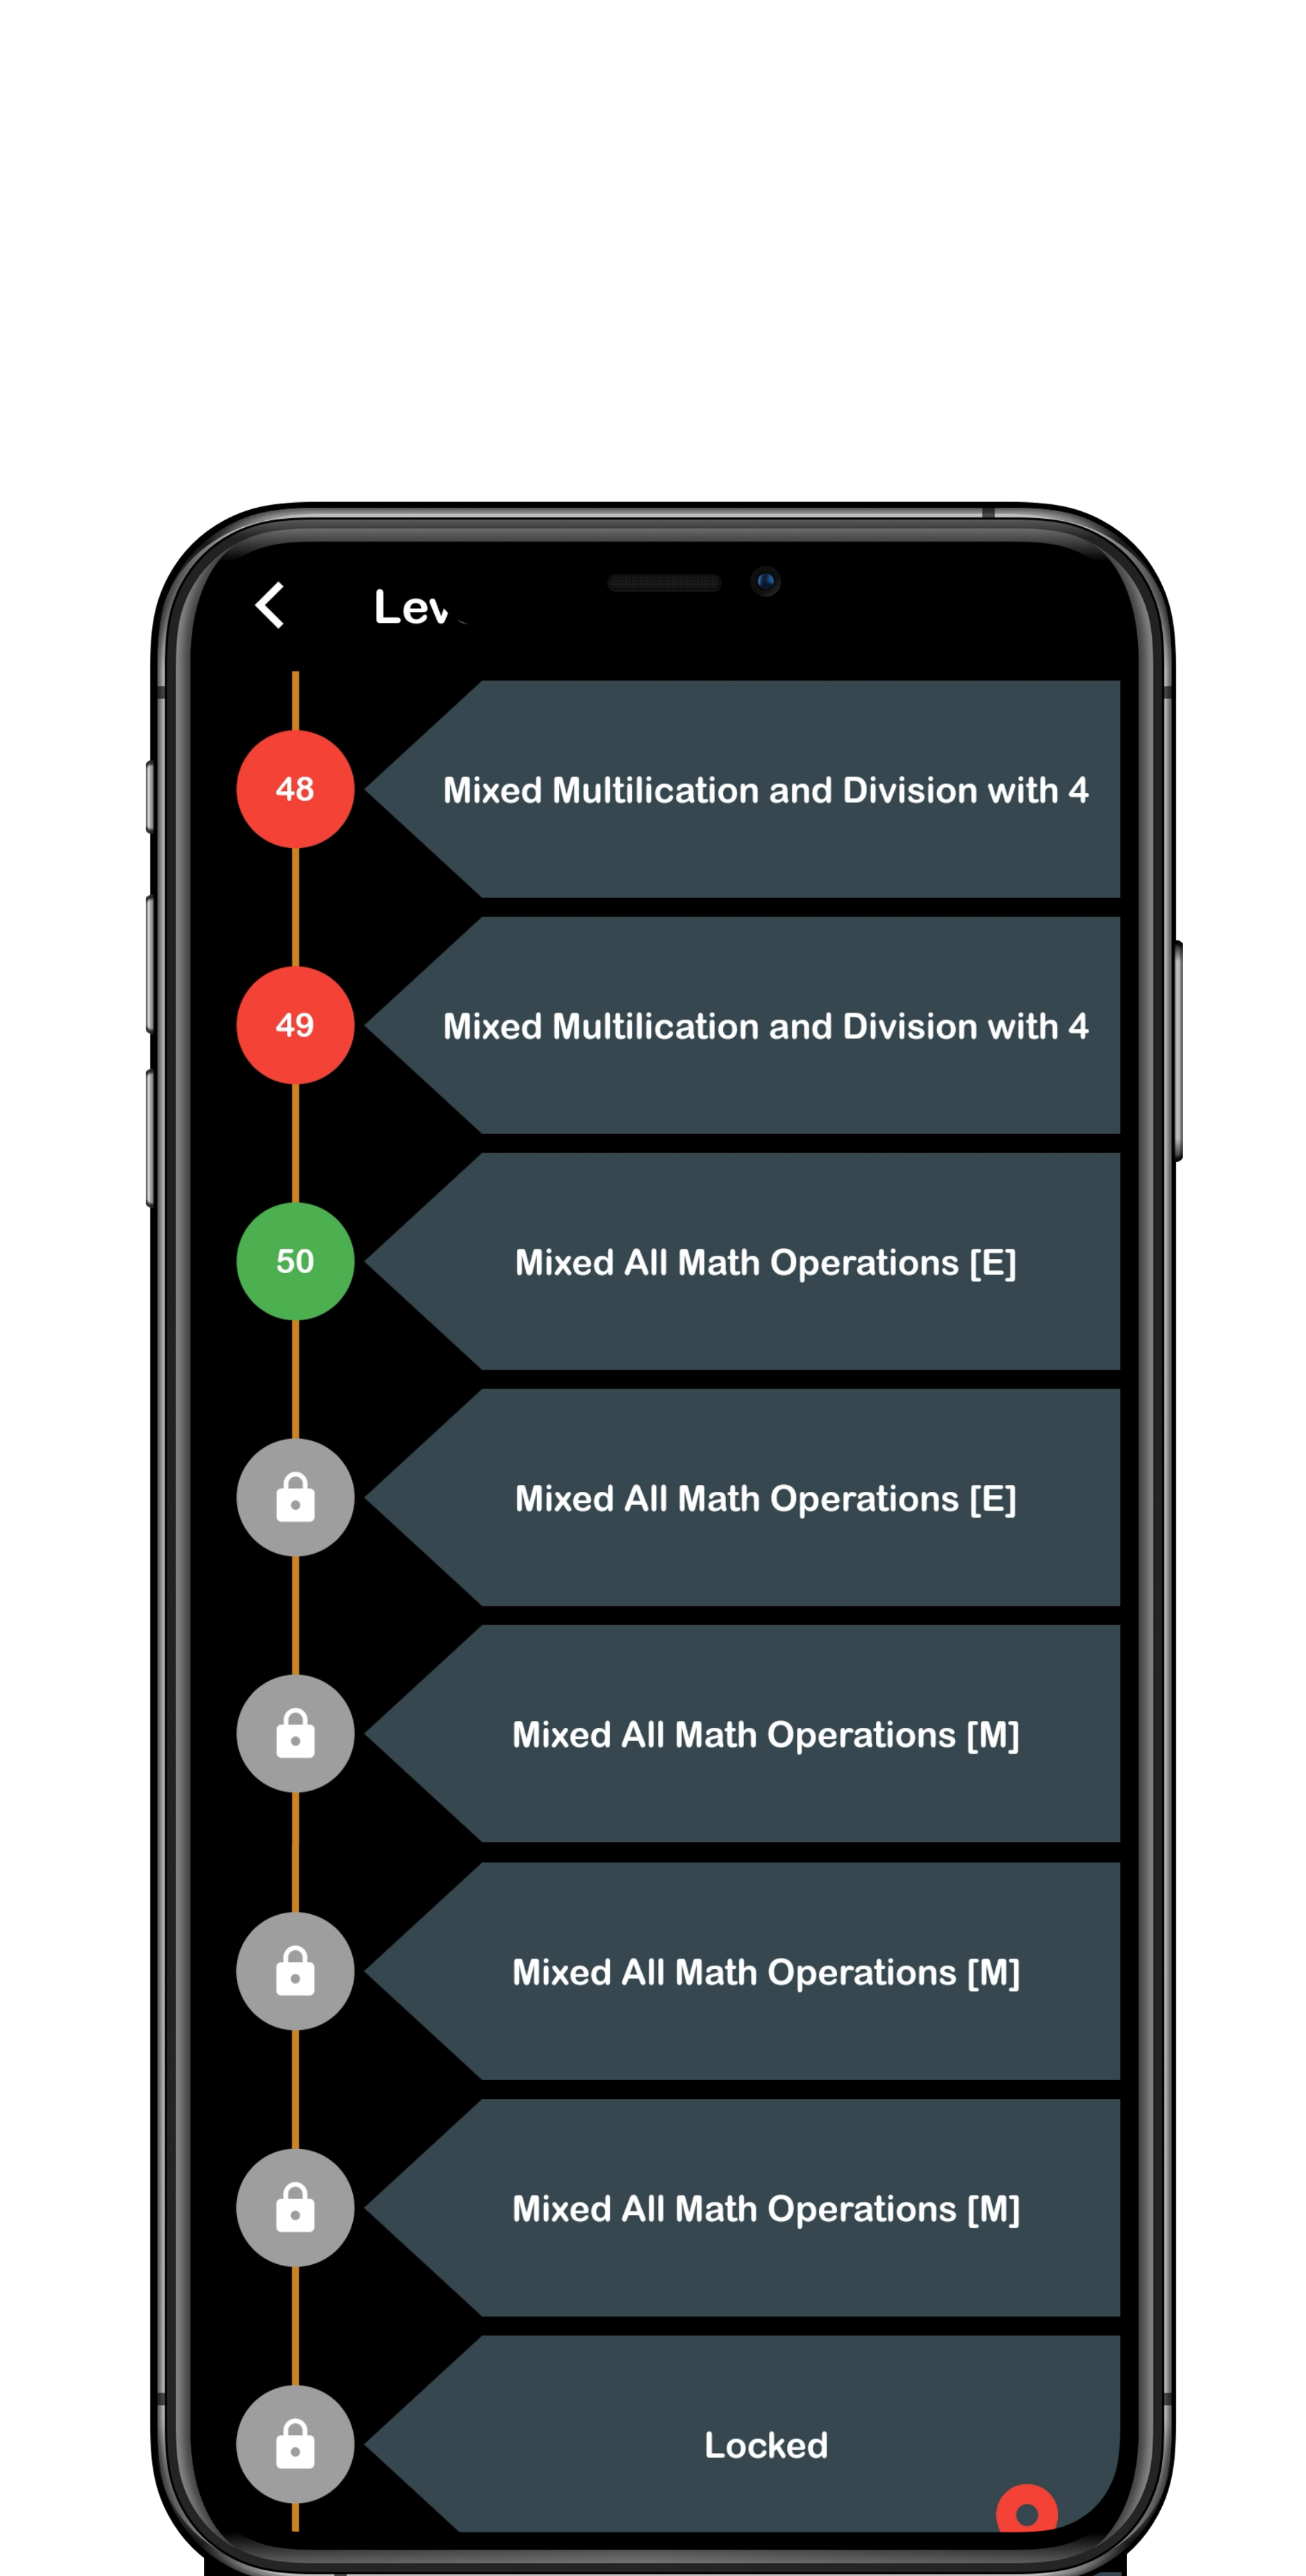 Lev
48
Mixed Multilication and Division with 4
49
Mixed Multilication and Division with 4
50
Mixed All Math Operations [E]
Mixed All Math Operations [E]
Mixed All Math Operations [M]
Mixed All Math Operations [M]
Mixed All Math Operations [M]
Locked